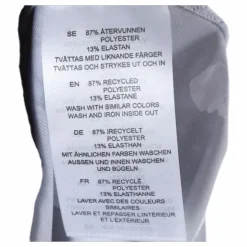 SE 87% ÅTERVUNNEN
POLYESTER
13% ELASTAN
TVÄTTAS MED LIKNANDE FÄRGER
TVÄTTAS OCH STRYKES UT OCH IN
EN 87% RECYCLED
POLYESTER
13% ELASTANE
WASH WITH SIMILAR COLORS
WASH AND IRON INSIDE OUT
DE 87% RECYCELT
POLYESTER
13% ELASTHAN
MIT ÄHNLICHEN FARBEN WASCHEN
AUSSEN UND INNEN WASCHEN
UND BÜGELN
FR 87% RECYCLÉ
POLYESTER
13% ELASTHANNE
LAVER AVEC DES COULEURS
SIMILAIRES
LAVER ET REPASSER L'INTÉRIEUR
ET L'EXTÉRIEUR